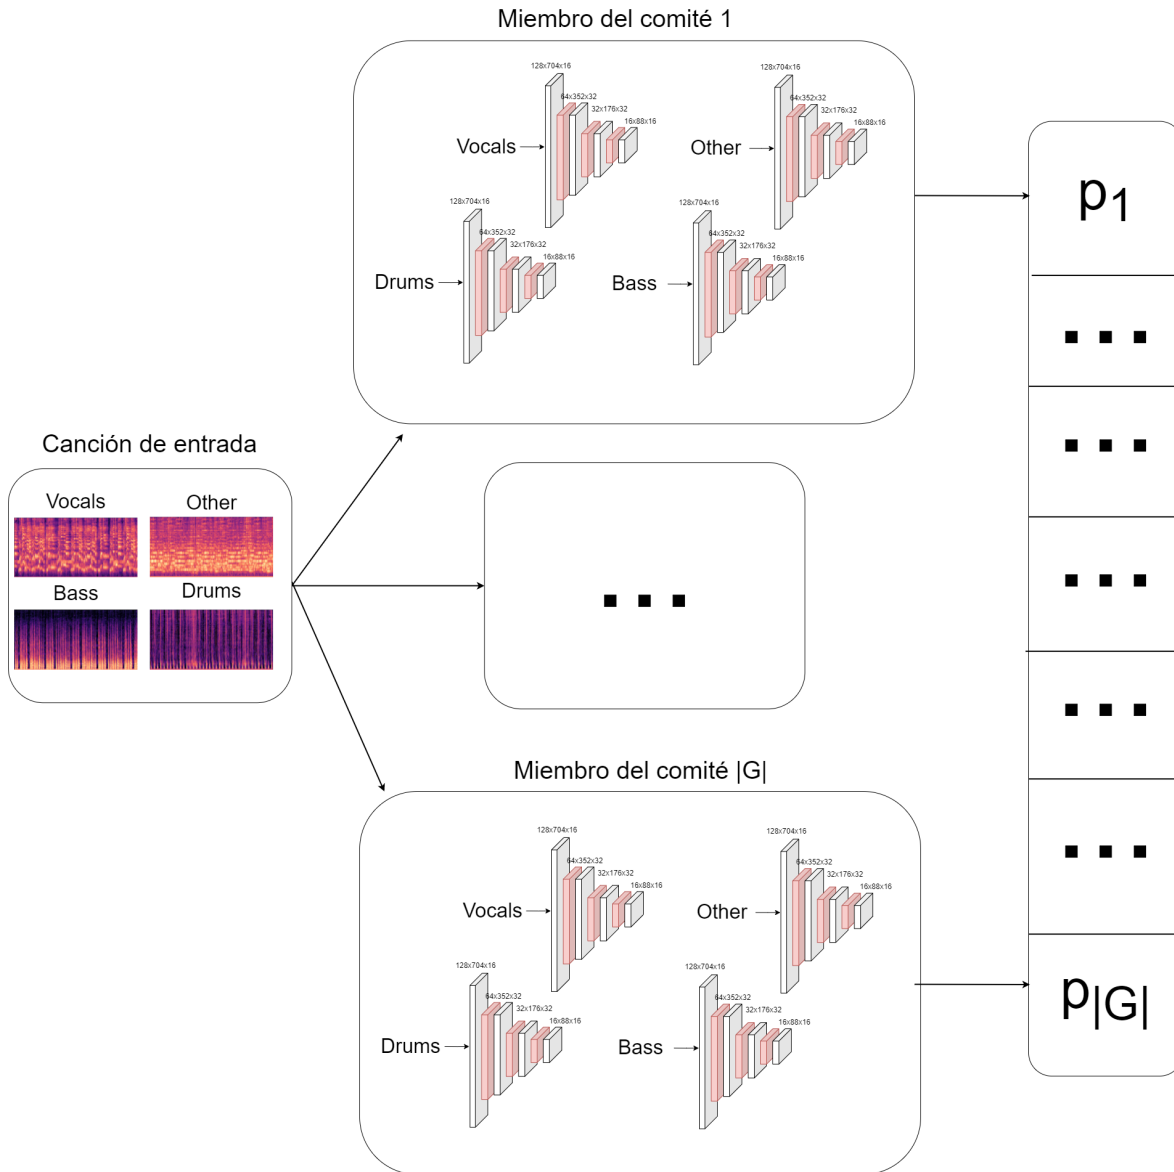 Miembro del comité 1
128x704x16
64x352x32
32x176x32
16x88x16
Vocals
128x704x16
64x352x32
32x176x32
16x88x16
Other
128x704x16
64x352x32
32x176x32
16x88x16
Drums
128x704x16
64x352x32
32x176x32
16x88x16
Bass
p1
...
...
...
...
...
p|G|
Canción de entrada
Vocals
Other
Bass
Drums
...
Miembro del comité |G|
128x704x16
64x352x32
32x176x32
16x88x16
Vocals
128x704x16
64x352x32
32x176x32
16x88x16
Other
128x704x16
64x352x32
32x176x32
16x88x16
Drums
128x704x16
64x352x32
32x176x32
16x88x16
Bass